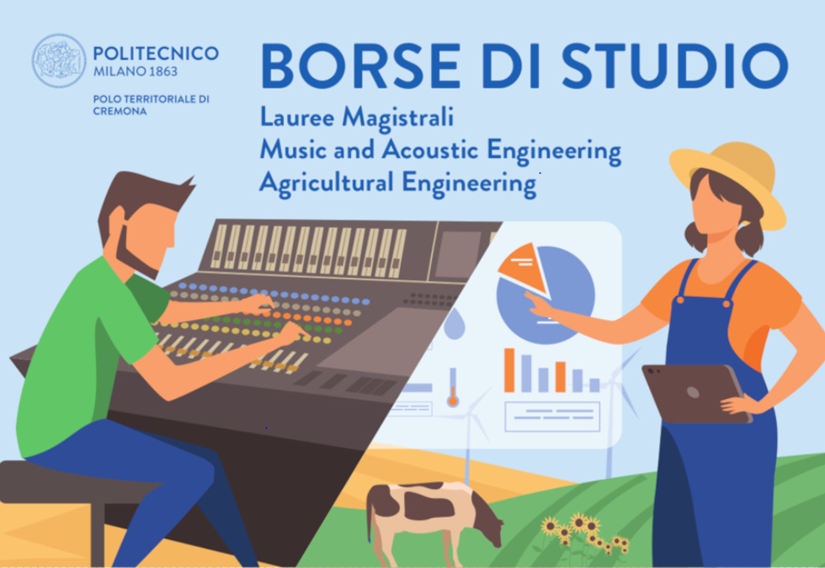 POLITECNICO
MILANO 1863
POLO TERRITORIALE DI
CREMONA
BORSE DI STUDIO
Lauree Magistrali
Music and Acoustic Engineering
Agricultural Engineering